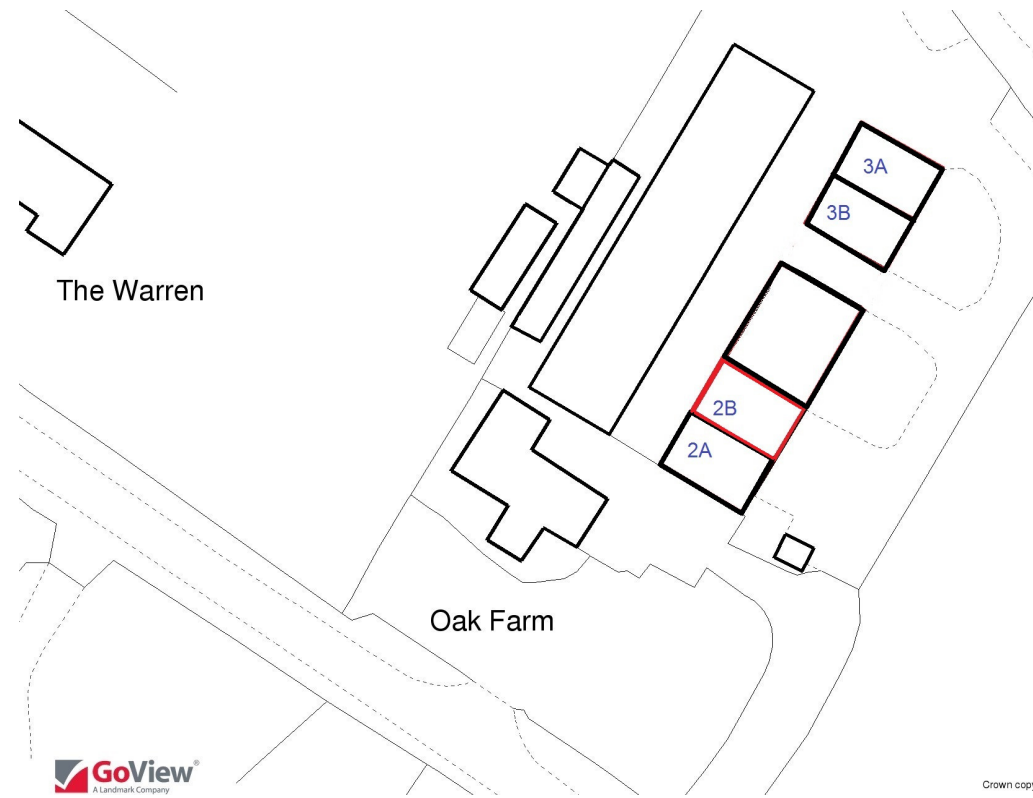 3A
3B
The Warren
2B
2A
Oak Farm
GoView®
A Landmark Company
Crown copy